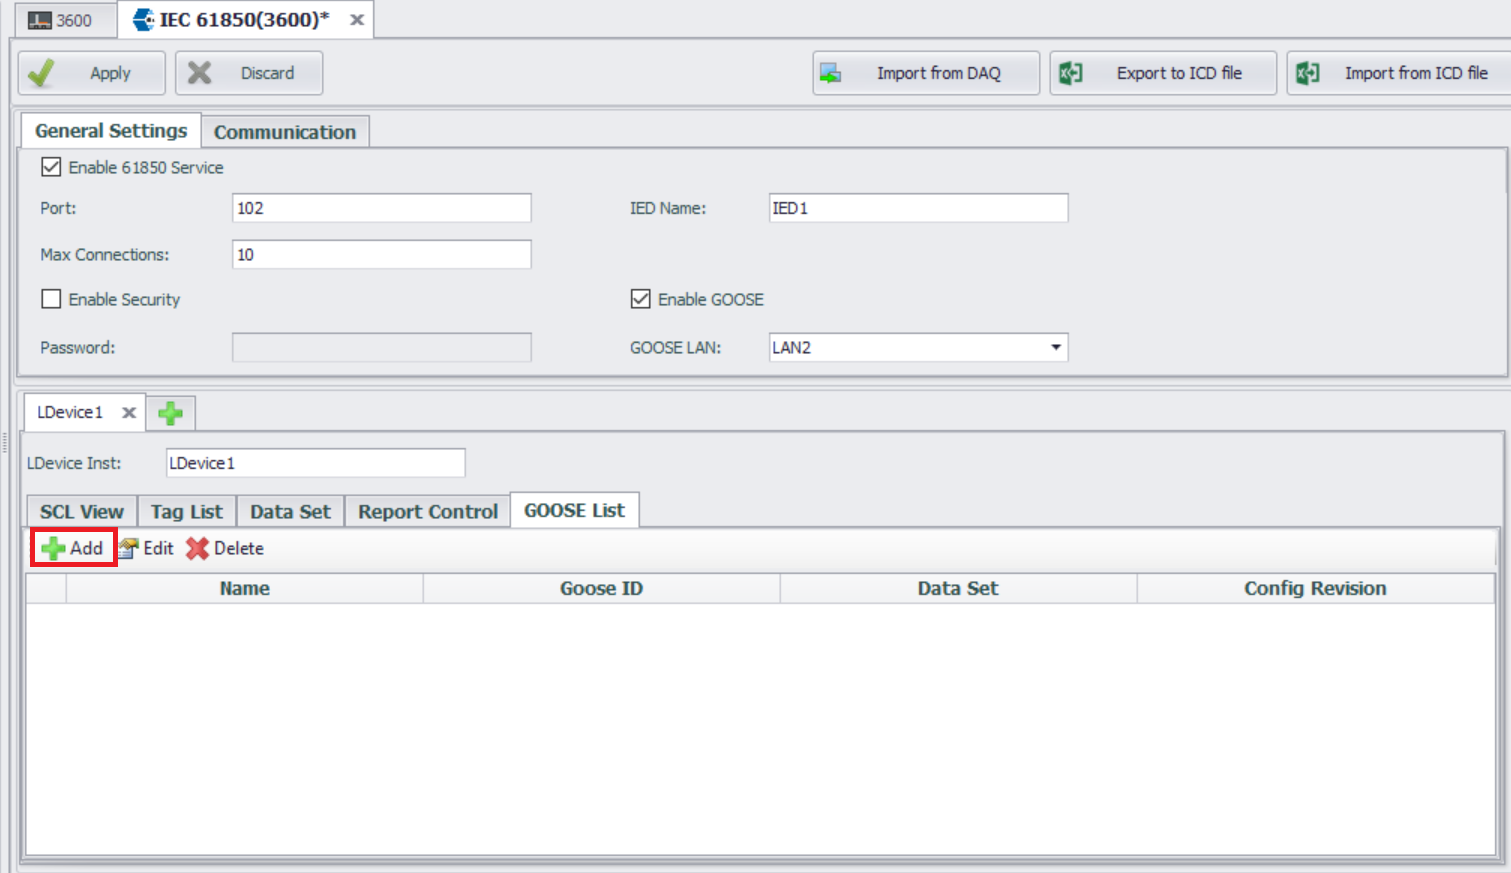 3600 IEC 61850(3600)*
Apply Discard Import from DAQ Export to ICD file Import from ICD file
General Settings Communication
Enable 61850 Service
Port: 102 IED Name: IED1
Max Connections: 10
Enable Security Enable GOOSE
Password: GOOSE LAN: LAN2
LDevice1
LDevice Inst: LDevice1
SCL View Tag List Data Set Report Control GOOSE List
Add Edit Delete
Name Goose ID Data Set Config Revision